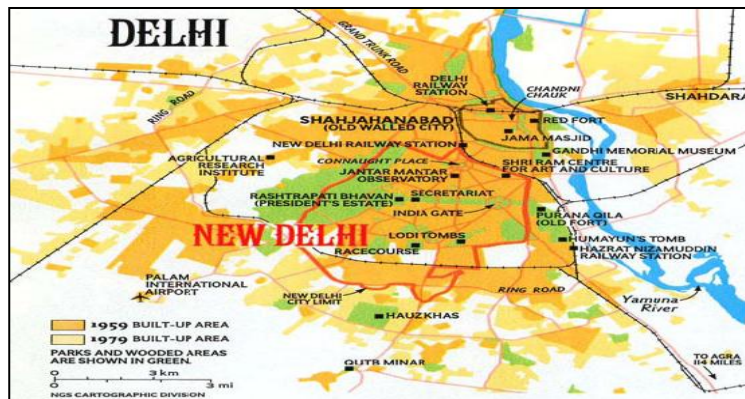 DELHI
GRAND TRUNK ROAD
RING ROAD
DELHI
RAILWAY
STATION
CHANDNI
CHAUK
SHAHDARA
SHAHJAHANABAD
(OLD WALLED CITY)
RED FORT
JAMA MASJID
NEW DELHI RAILWAY STATION
GANDHI MEMORIAL MUSEUM
AGRICULTURAL
RESEARCH
INSTITUTE
CONNAUGHT PLACE
SHRI RAM CENTRE
FOR ART AND CULTURE
JANTAR MANTAR
OBSERVATORY
RASHTRAPATI BHAVAN
(PRESIDENT'S ESTATE)
SECRETARIAT
INDIA GATE
PURANA QILA
(OLD FORT)
NEW DELHI
LODI TOMBS
RACECOURSE
HUMAYUN'S TOMB
HAZRAT NIZAMUDDIN
RAILWAY STATION
PALAM
INTERNATIONAL
AIRPORT
NEW DELHI
CITY LIMIT
RING ROAD
Yamuna
River
HAUZ KHAS
1959 BUILT-UP AREA
1979 BUILT-UP AREA
PARKS AND WOODED AREAS
ARE SHOWN IN GREEN.
0 3 km
0 3 mi
NGS CARTOGRAPHIC DIVISION
QUTB MINAR
TO AGRA
114 MILES